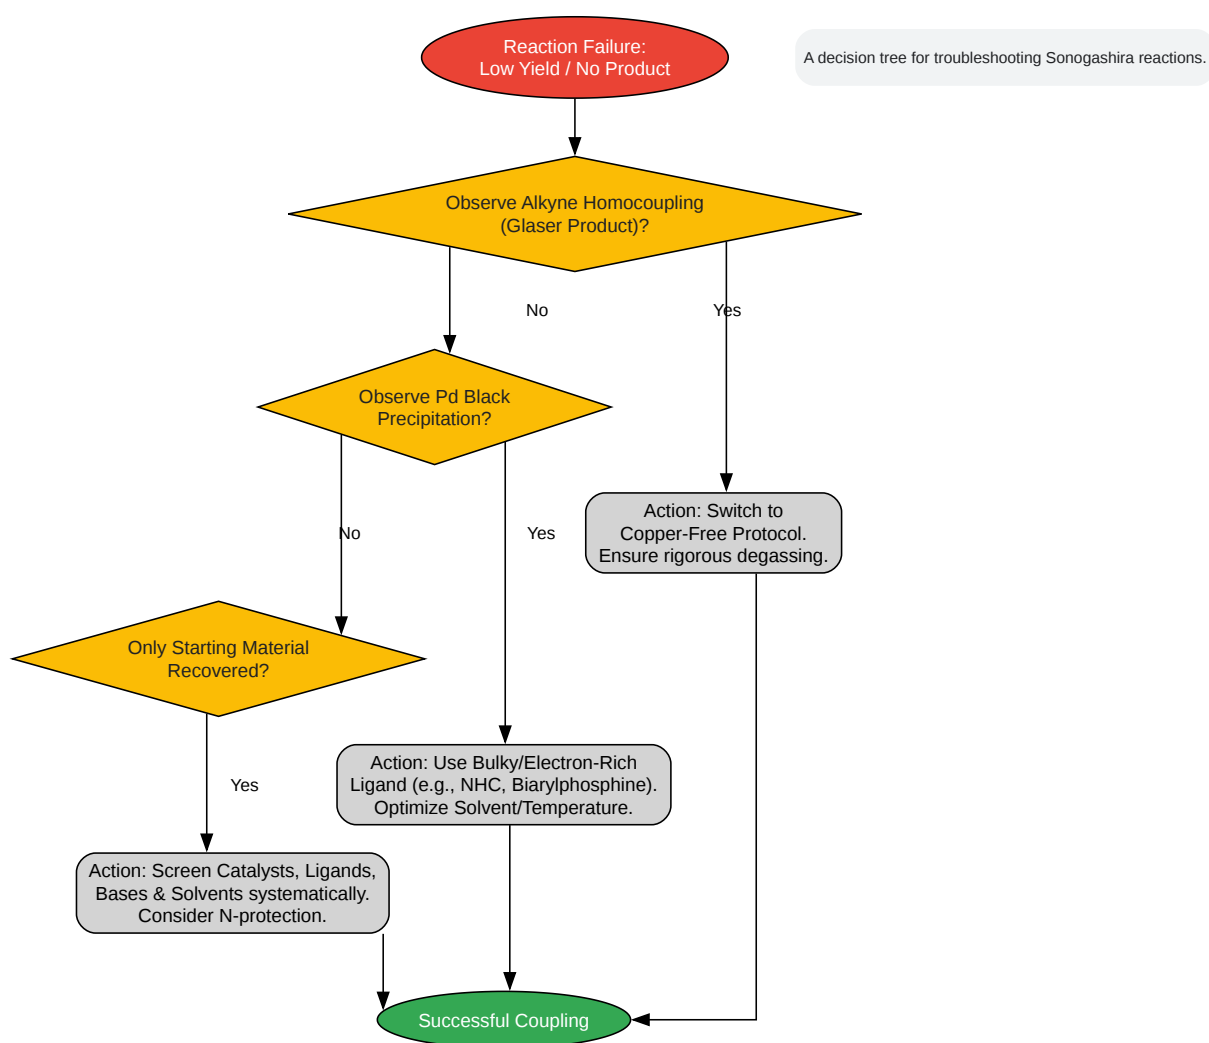 Reaction Failure:
Low Yield / No Product
A decision tree for troubleshooting Sonogashira reactions.
Observe Alkyne Homocoupling
(Glaser Product)?
No
Yes
Observe Pd Black
Precipitation?
Action: Switch to
Copper-Free Protocol.
Ensure rigorous degassing.
No
Yes
Only Starting Material
Recovered?
Yes
Action: Use Bulky/Electron-Rich
Ligand (e.g., NHC, Biarylphosphine).
Optimize Solvent/Temperature.
Action: Screen Catalysts, Ligands,
Bases & Solvents systematically.
Consider N-protection.
Successful Coupling